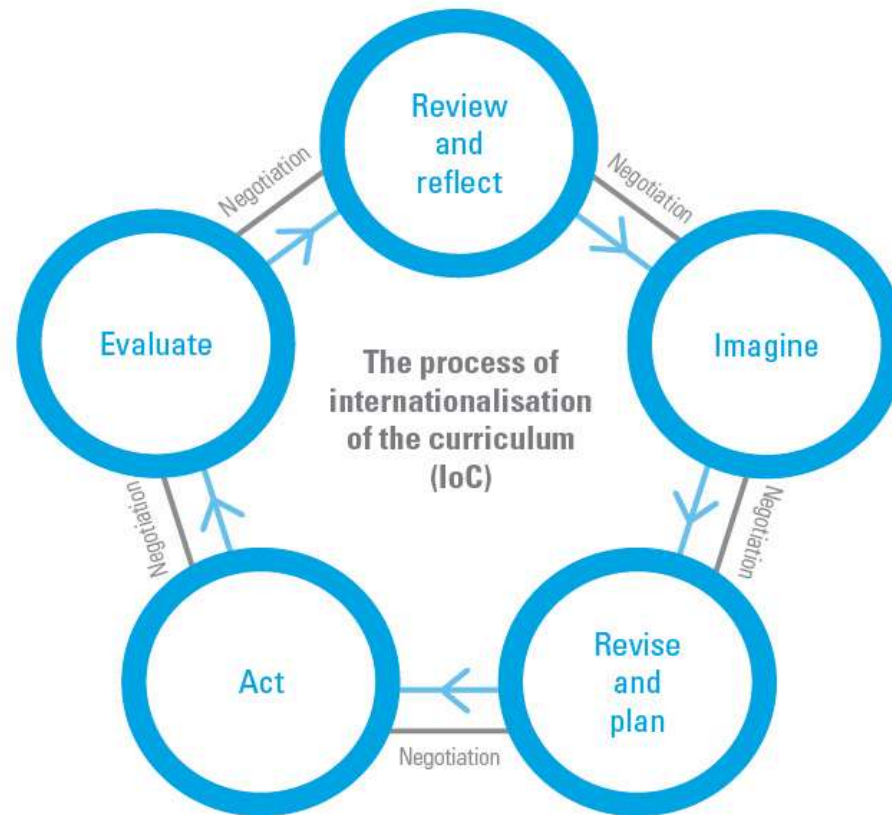 Review
and
reflect
Negotiation
Negotiation
Evaluate
Imagine
The process of
internationalisation
of the curriculum
(IoC)
Negotiation
Negotiation
Act
Revise
and
plan
Negotiation